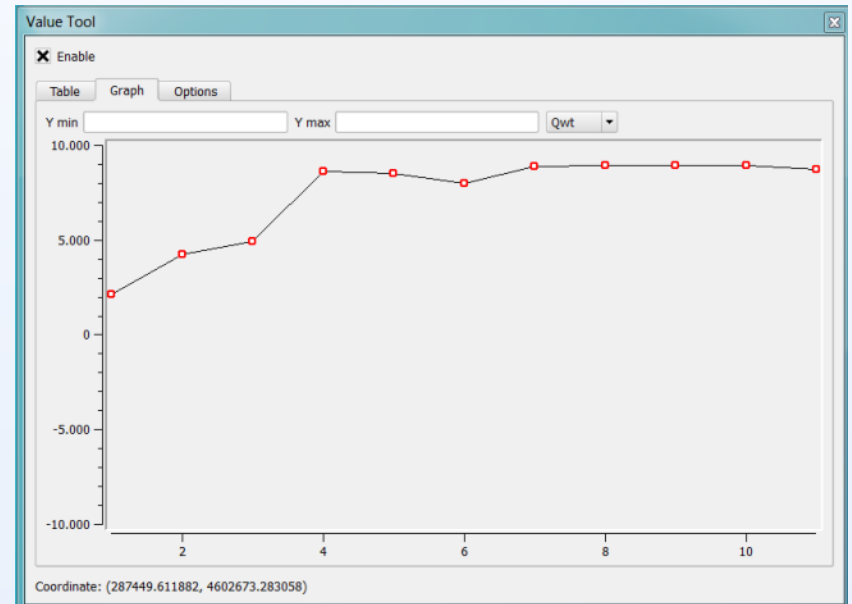 Value Tool
Enable
Table Graph Options
Y min Y max Qwt
10.000
5.000
0
-5.000
-10.000
2 4 6 8 10
Coordinate: (287449.611882, 4602673.283058)